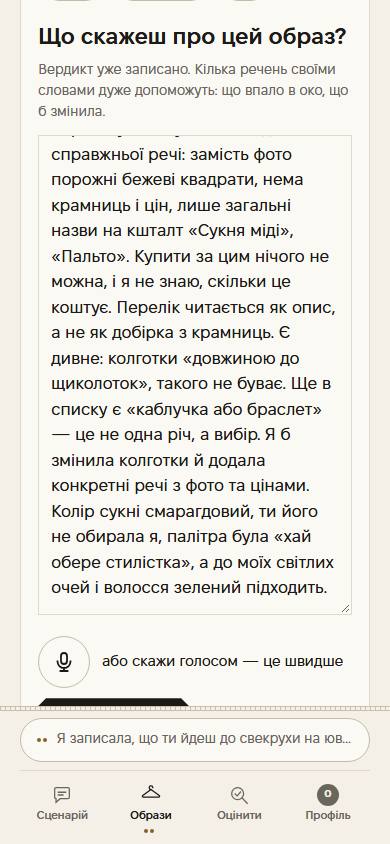 Що скажеш про цей образ?
Вердикт уже записано. Кілька речень своїми
словами дуже допоможуть: що впало в око, що
б змінила.
справжньої речі: замість фото
порожні бежеві квадрати, нема
крамниць і цін, лише загальні
назви на кшталт «Сукня міді»,
«Пальто». Купити за цим нічого не
можна, і я не знаю, скільки це
коштує. Перелік читається як опис,
а не як добірка з крамниць. Є
дивне: колготки «довжиною до
щиколоток», такого не буває. Ще в
списку є «каблучка або браслет»
— це не одна річ, а вибір. Я б
змінила колготки й додала
конкретні речі з фото та цінами.
Колір сукні смарагдовий, ти його
не обирала я, палітра була «хай
обере стилістка», а до моїх світлих
очей і волосся зелений підходить.
або скажи голосом — це швидше
Я записала, що ти йдеш до свекрухи на юв...
Сценарій
Образи
Оцінити
0
Профіль